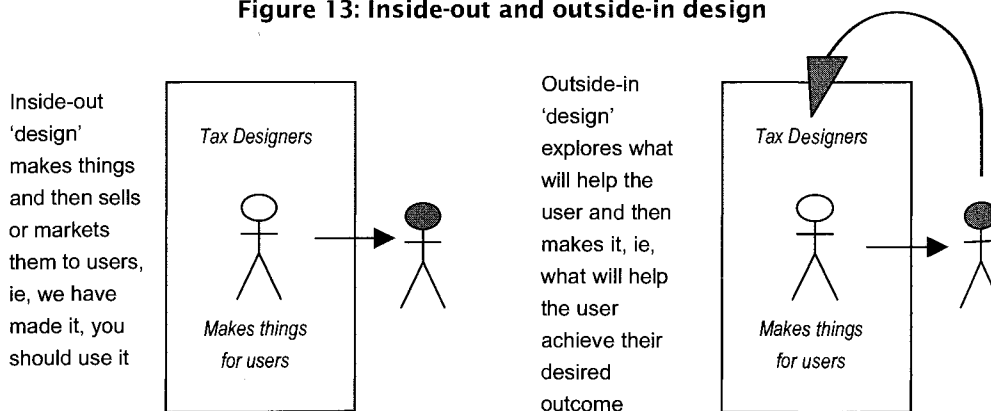 Figure 13: Inside-out and outside-in design
Inside-out
‘design’
makes things
and then sells
or markets
them to users,
ie, we have
made it, you
should use it
Tax Designers
Makes things
for users
Outside-in
‘design’
explores what
will help the
user and then
makes it, ie,
what will help
the user
achieve their
desired
outcome
Tax Designers
Makes things
for users